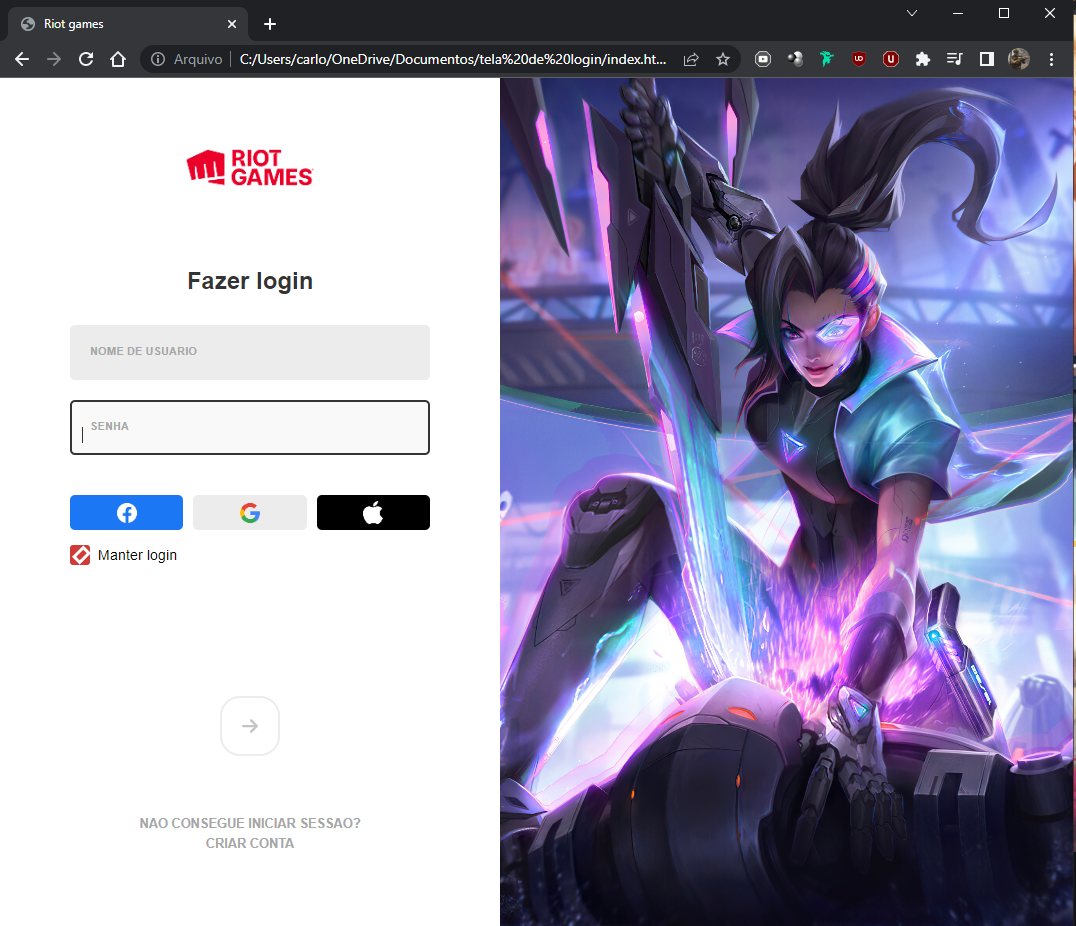 Riot games
Arquivo
C:/Users/carlo/OneDrive/Documentos/tela%20de%20login/index.ht...
RIOT
GAMES
Fazer login
NOME DE USUARIO
SENHA
Manter login
NAO CONSEGUE INICIAR SESSAO?
CRIAR CONTA